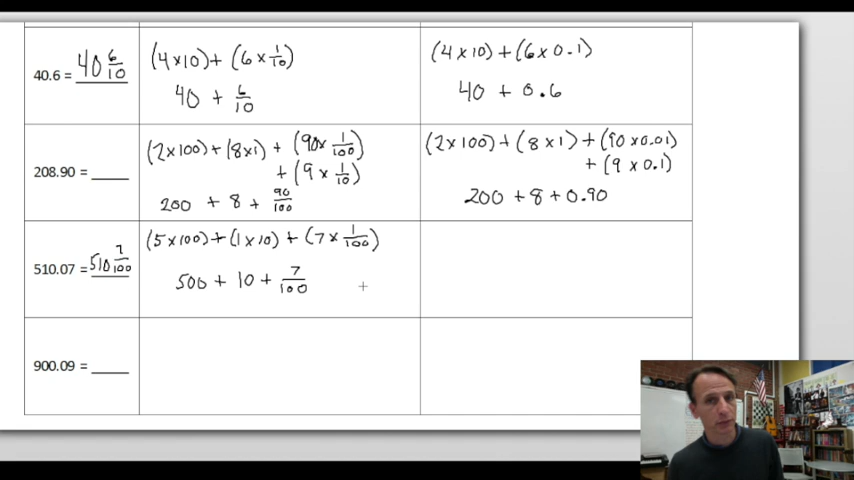 40.6 = 40 6/10
(4×10) + (6 × 1/10)
40 + 6/10
(4 × 10) + (6 × 0.1)
40 + 0.6
208.90 = ____
(2×100) + (8×1) + (90× 1/100)
+ (9 × 1/10)
200 + 8 + 90/100
(2 × 100) + (8 × 1) + (90 × 0.01)
+ (9 × 0.1)
200 + 8 + 0.90
510.07 = 510 7/100
(5×100) + (1×10) + (7 × 1/100)
500 + 10 + 7/100
900.09 = ____